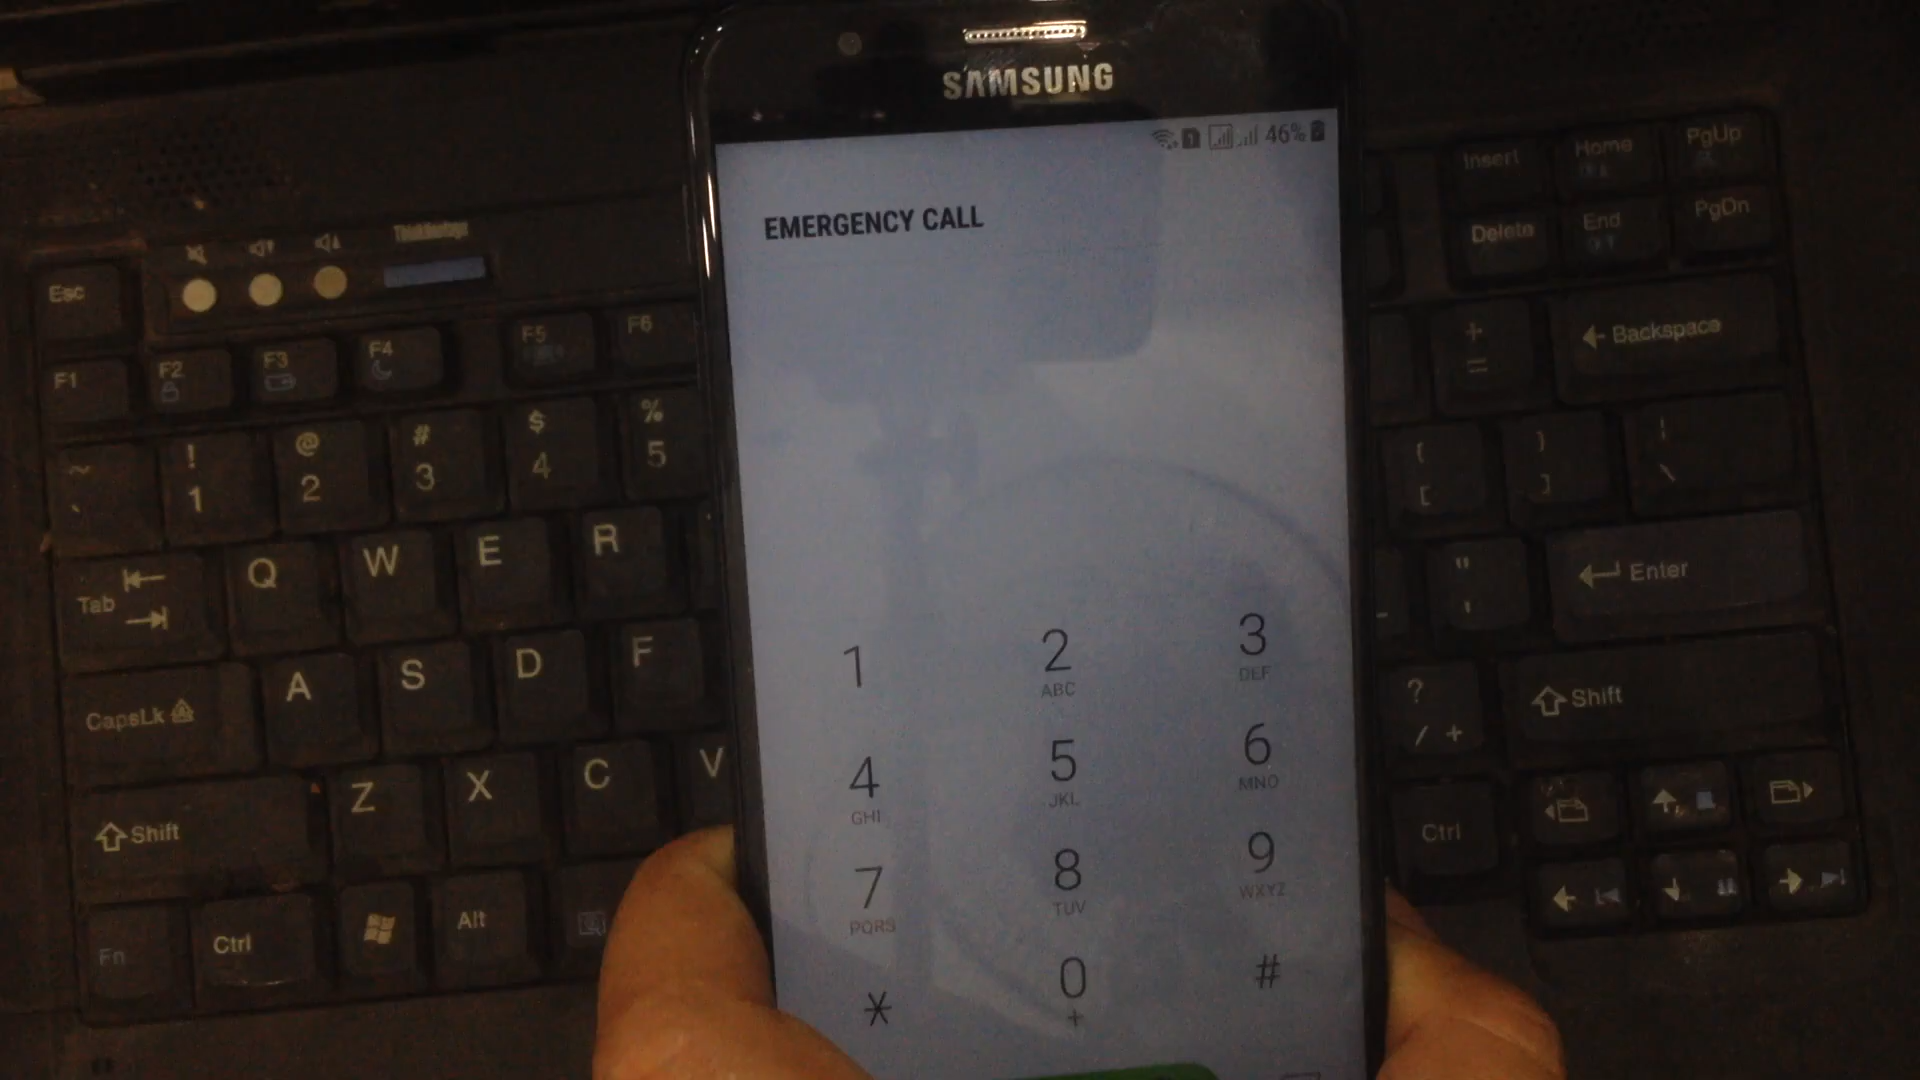 SAMSUNG
46%
EMERGENCY CALL
1
2
ABC
3
DEF
4
GHI
5
JKL
6
MNO
7
PQRS
8
TUV
9
WXYZ
*
0
+
#
Esc
F1
F2
F3
F4
F5
F6
~
`
!
1
@
2
#
3
$
4
%
5
Tab
Q
W
E
R
CapsLk
A
S
D
F
Shift
Z
X
C
V
Fn
Ctrl
Alt
Insert
Home
PgUp
Delete
End
PgDn
+
=
Backspace
{
[
}
]
|
\
"
'
Enter
?
/ +
Shift
Ctrl